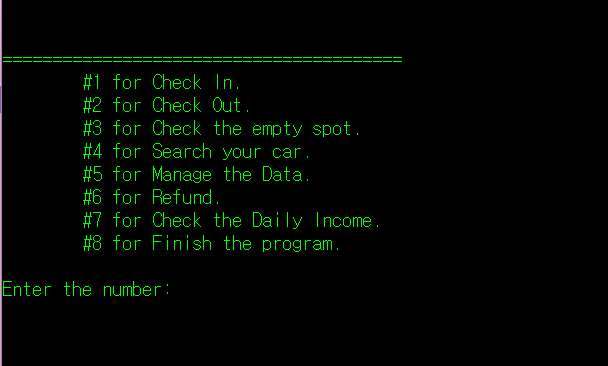 ========================================
#1 for Check In.
#2 for Check Out.
#3 for Check the empty spot.
#4 for Search your car.
#5 for Manage the Data.
#6 for Refund.
#7 for Check the Daily Income.
#8 for Finish the program.
Enter the number: